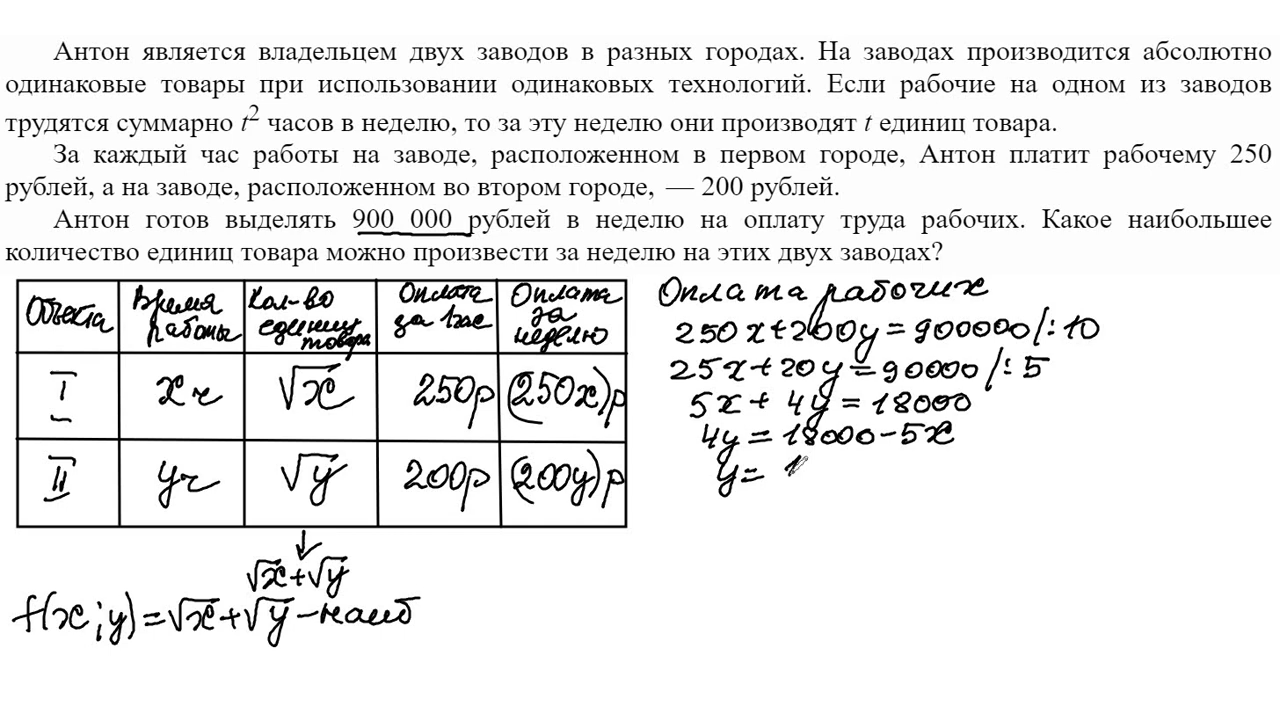 Антон является владельцем двух заводов в разных городах. На заводах производится абсолютно
одинаковые товары при использовании одинаковых технологий. Если рабочие на одном из заводов
трудятся суммарно t² часов в неделю, то за эту неделю они производят t единиц товара.
За каждый час работы на заводе, расположенном в первом городе, Антон платит рабочему 250
рублей, а на заводе, расположенном во втором городе, — 200 рублей.
Антон готов выделять 900 000 рублей в неделю на оплату труда рабочих. Какое наибольшее
количество единиц товара можно произвести за неделю на этих двух заводах?
Объекта Время работы Кол-во единиц товара Оплата за 1 час Оплата за неделю
I x ч √x 250р (250x)р
II y ч √y 200р (200y)р
√x+√y
f(x;y)=√x+√y-наиб
Оплата рабочих
250x+200y=900000/:10
25x+20y=90000/:5
5x+4y=18000
4y=18000-5x
y=